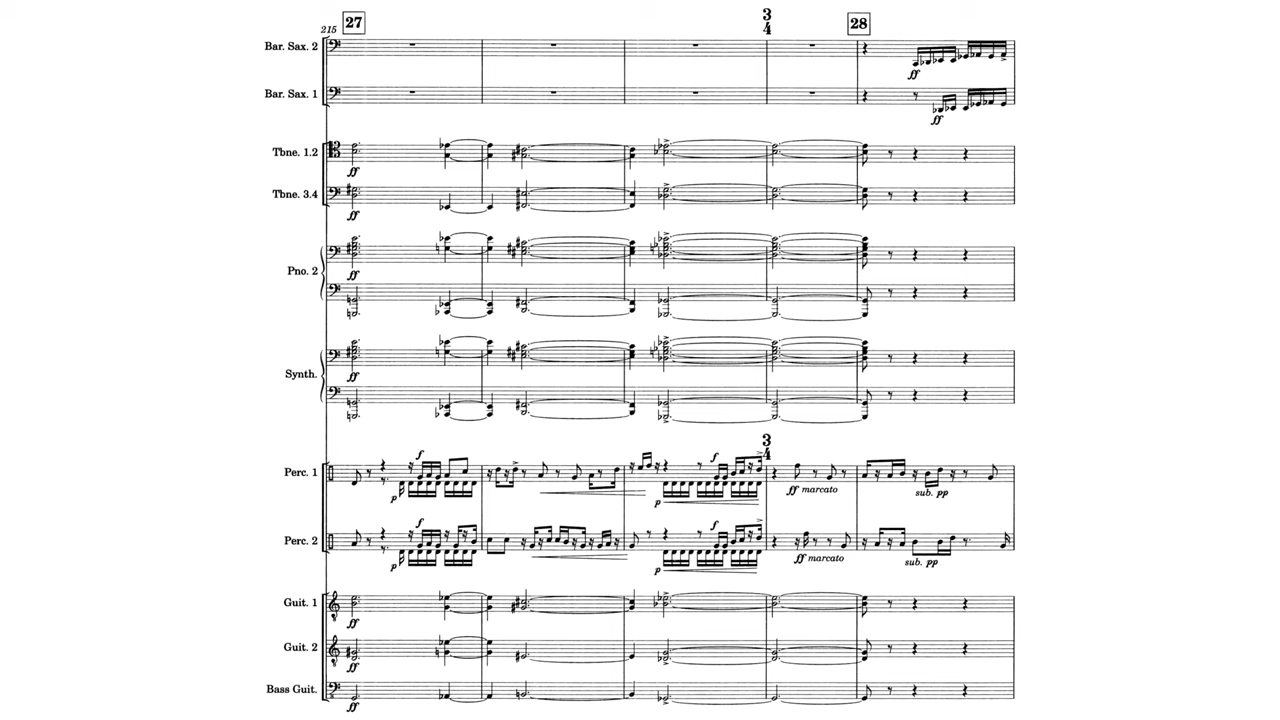 27
3
4
28
215
Bar. Sax. 2
ff
Bar. Sax. 1
ff
Tbne. 1.2
ff
Tbne. 3.4
ff
Pno. 2
ff
Synth.
ff
3
4
f
f
Perc. 1
ff marcato
sub. pp
p
p
f
f
Perc. 2
ff marcato
sub. pp
p
p
Guit. 1
ff
Guit. 2
ff
Bass Guit.
ff